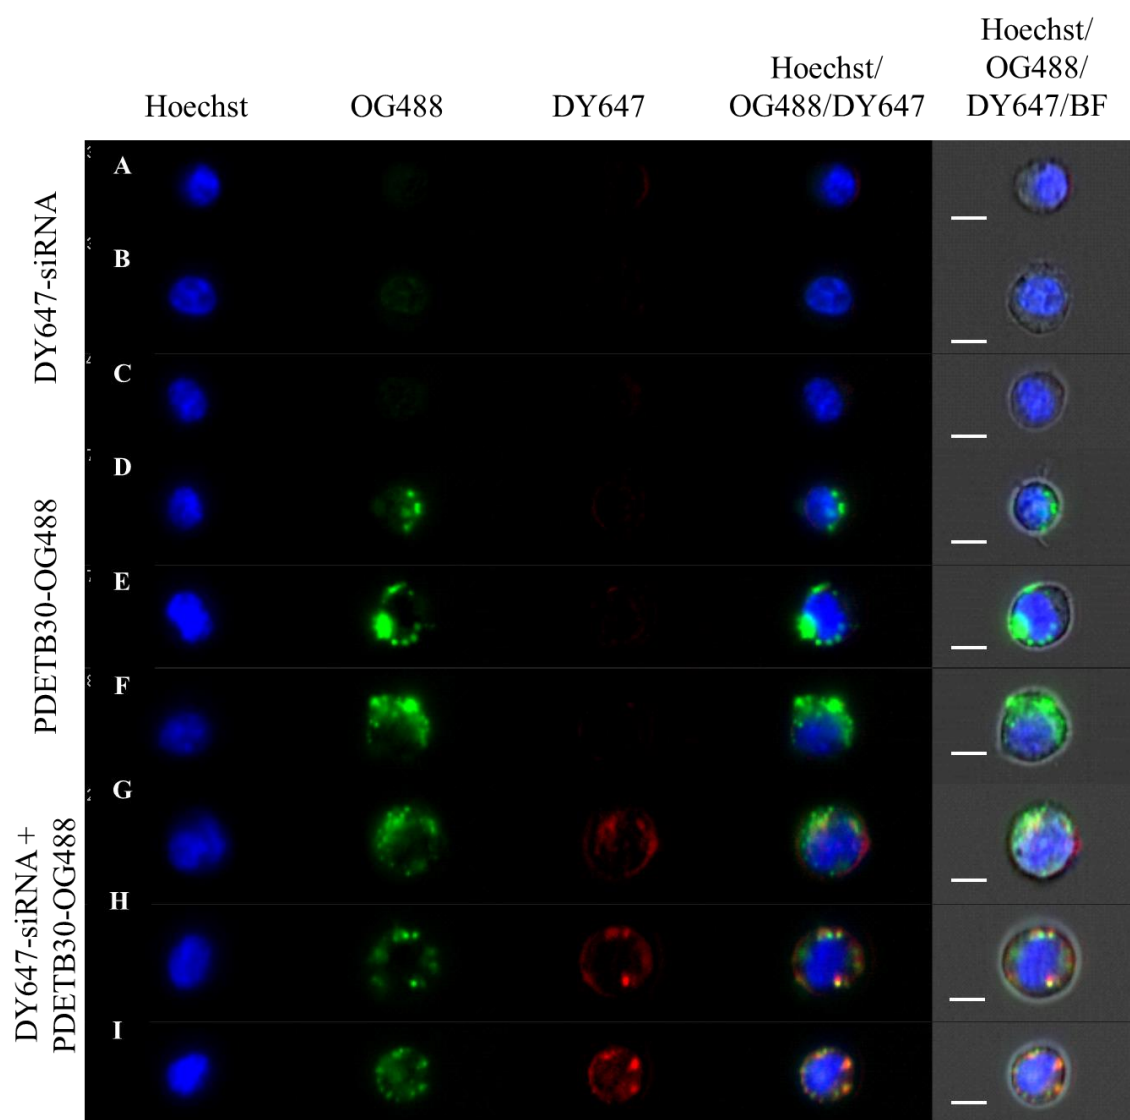 Hoechst
OG488
DY647
Hoechst/
OG488/DY647
Hoechst/
OG488/
DY647/BF
DY647-siRNA
A
B
C
PDETB30-OG488
D
E
F
DY647-siRNA +
PDETB30-OG488
G
H
I